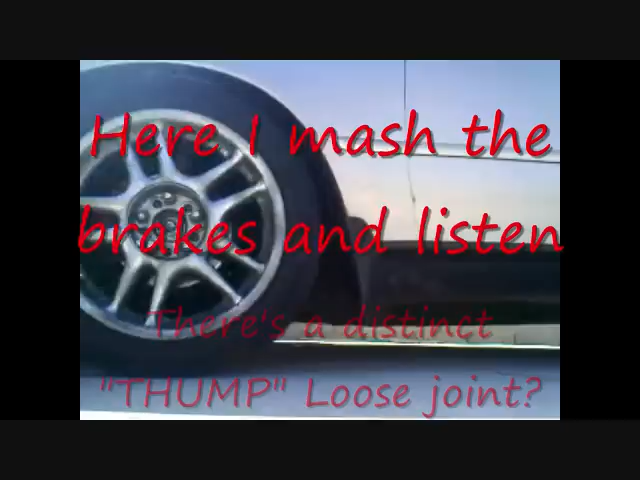 Here I mash the
brakes and listen
There's a distinct
"THUMP" Loose joint?